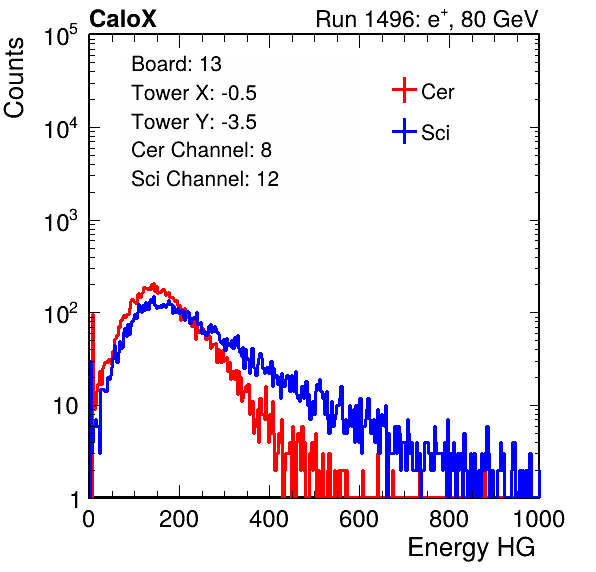 CaloX Run 1496: e⁺, 80 GeV
Counts
10⁵
10⁴
10³
10²
10
1
Board: 13
Tower X: -0.5
Tower Y: -3.5
Cer Channel: 8
Sci Channel: 12
Cer
Sci
0 200 400 600 800 1000
Energy HG